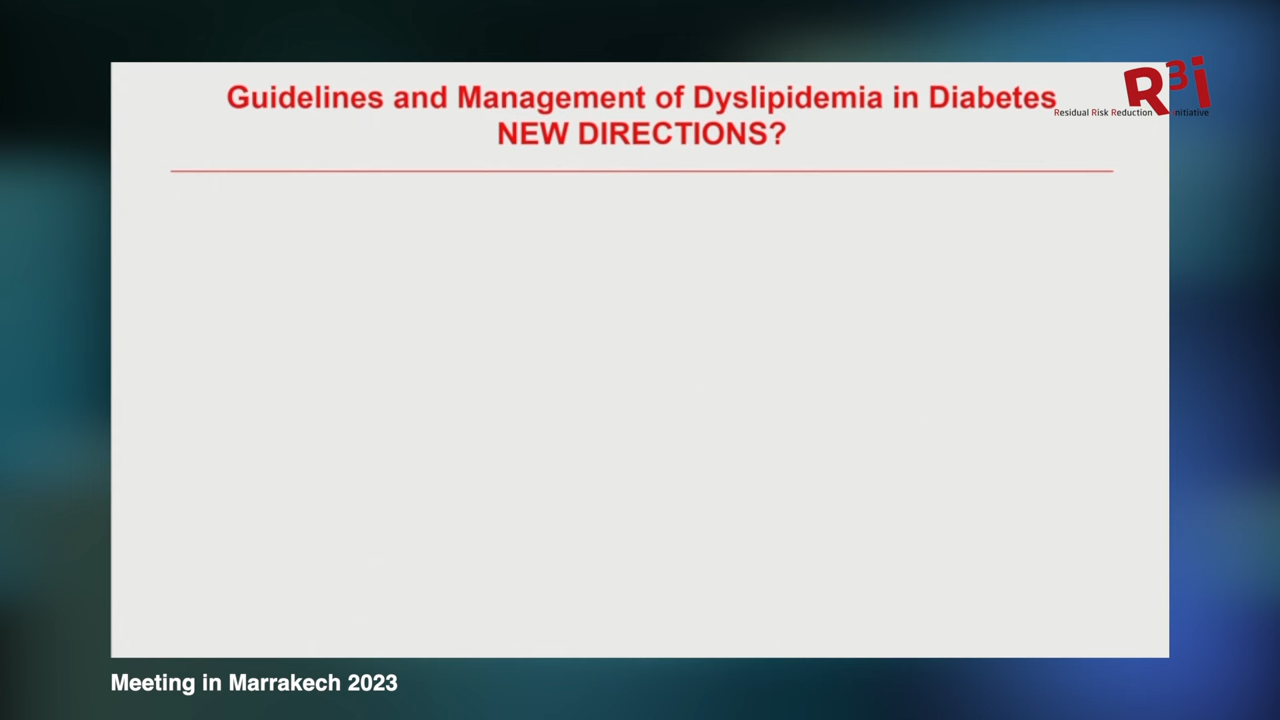 Guidelines and Management of Dyslipidemia in Diabetes
NEW DIRECTIONS?
R3i
Residual Risk Reduction Initiative
Meeting in Marrakech 2023